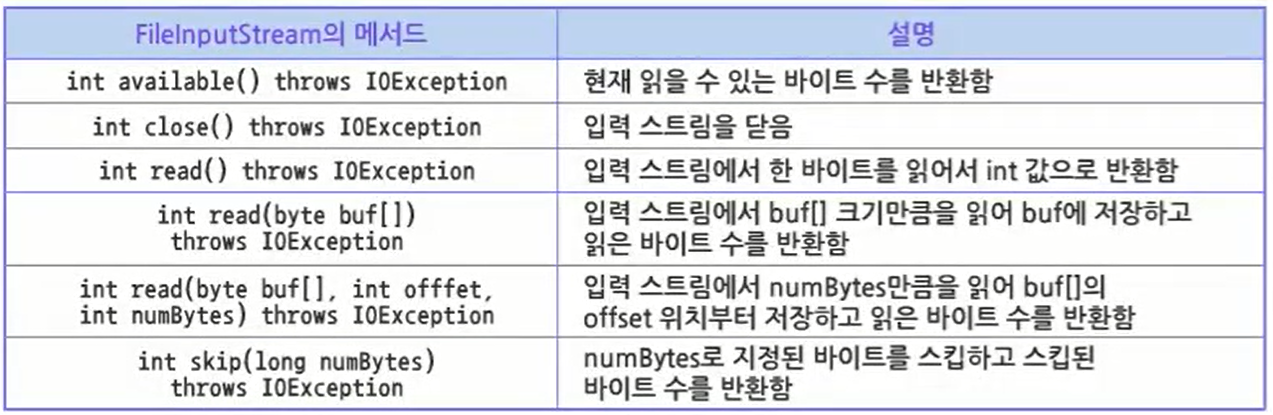 FileInputStream의 메서드 설명
int available() throws IOException 현재 읽을 수 있는 바이트 수를 반환함
int close() throws IOException 입력 스트림을 닫음
int read() throws IOException 입력 스트림에서 한 바이트를 읽어서 int 값으로 반환함
int read(byte buf[])
throws IOException
입력 스트림에서 buf[] 크기만큼을 읽어 buf에 저장하고
읽은 바이트 수를 반환함
int read(byte buf[], int offfet,
int numBytes) throws IOException
입력 스트림에서 numBytes만큼을 읽어 buf[]의
offset 위치부터 저장하고 읽은 바이트 수를 반환함
int skip(long numBytes)
throws IOException
numBytes로 지정된 바이트를 스킵하고 스킵된
바이트 수를 반환함